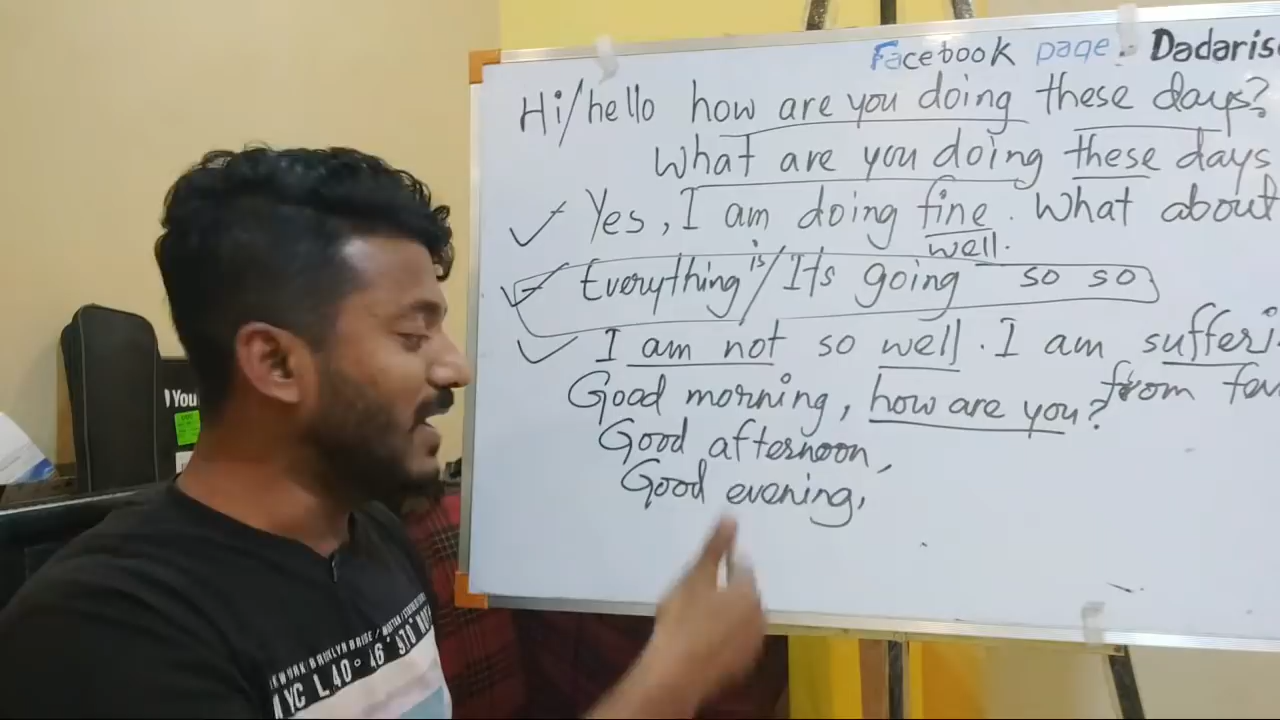 Facebook page:- Dadaris
Hi/hello how are you doing these days?
What are you doing these days
Yes, I am doing fine. What about
well.
Everything is/Its going so so
I am not so well. I am sufferi
from fev
Good morning, how are you?
Good afternoon,
Good evening,
You